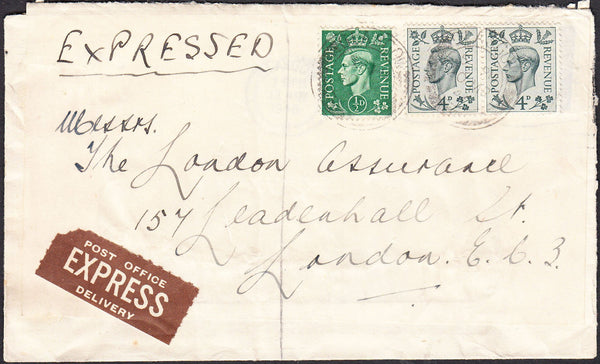 EXPRESSED
POSTAGE REVENUE ½D
POSTAGE REVENUE 4D
POSTAGE REVENUE 4D
Messrs.
The London Assurance
157 Leadenhall St.
London. E.C.3.
POST OFFICE
EXPRESS
DELIVERY